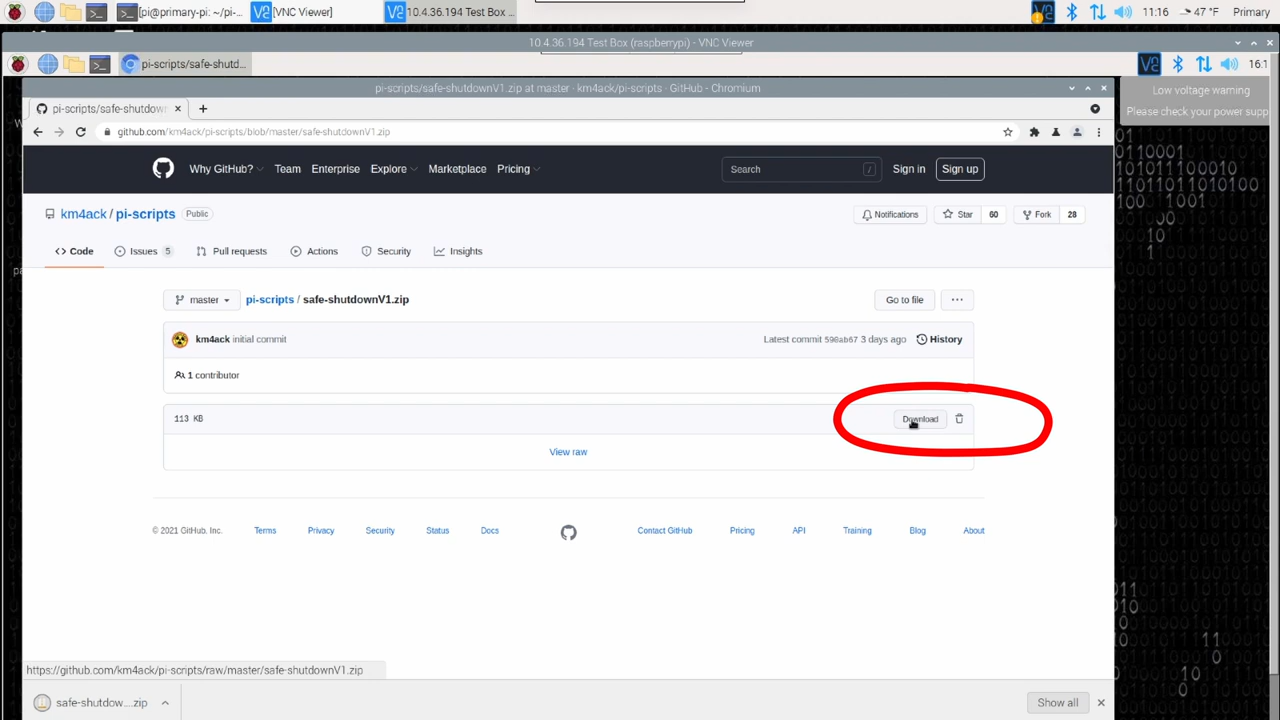 [pi@primary-pi: ~/pi-... [VNC Viewer] 10.4.36.194 Test Box ... 11:16 47 °F Primary
10.4.36.194 Test Box (raspberrypi) - VNC Viewer
pi-scripts/safe-shutd... 16:1
pi-scripts/safe-shutdownV1.zip at master · km4ack/pi-scripts · GitHub - Chromium
Low voltage warning
Please check your power supp
pi-scripts/safe-shutdown
github.com/km4ack/pi-scripts/blob/master/safe-shutdownV1.zip
Why GitHub? Team Enterprise Explore Marketplace Pricing Search / Sign in Sign up
km4ack / pi-scripts Public Notifications Star 60 Fork 28
<> Code Issues 5 Pull requests Actions Security Insights
master pi-scripts / safe-shutdownV1.zip Go to file ...
km4ack initial commit Latest commit 590ab67 3 days ago History
1 contributor
113 KB Download
View raw
© 2021 GitHub, Inc. Terms Privacy Security Status Docs Contact GitHub Pricing API Training Blog About
https://github.com/km4ack/pi-scripts/raw/master/safe-shutdownV1.zip
safe-shutdow....zip Show all